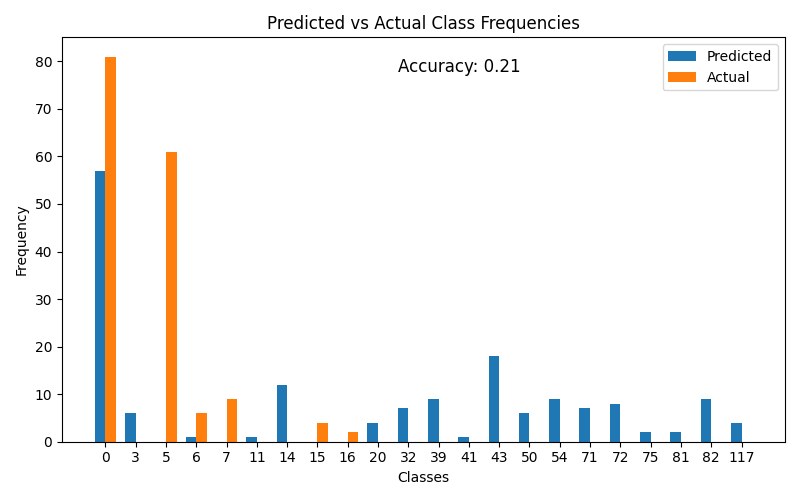 Predicted vs Actual Class Frequencies
Accuracy: 0.21
Predicted
Actual
80
70
60
50
40
30
20
10
0
Frequency
0 3 5 6 7 11 14 15 16 20 32 39 41 43 50 54 71 72 75 81 82 117
Classes